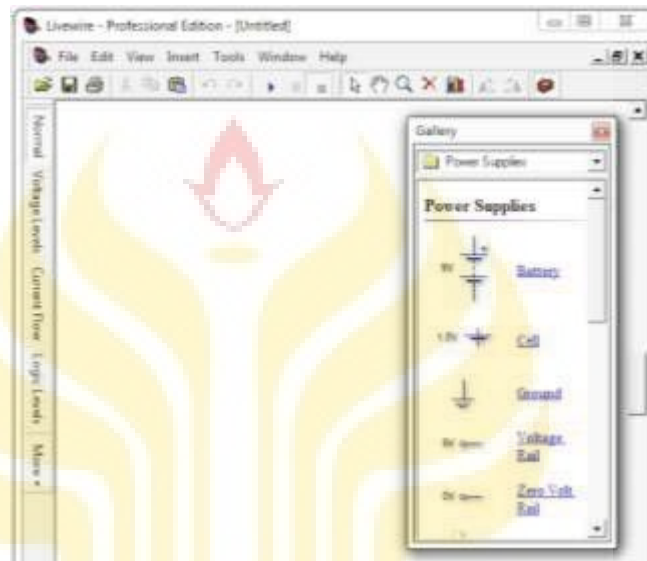 Livewire - Professional Edition - [Untitled]
File Edit View Insert Tools Window Help
Normal
Voltage Levels
Current Flow
Logic Levels
More
Gallery
Power Supplies
Power Supplies
9V Battery
1.5V Cell
Ground
Voltage Rail
0V Zero Volt Rail